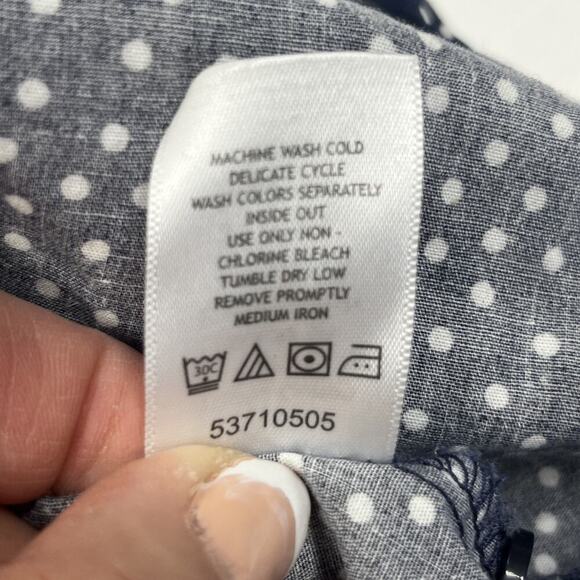 MACHINE WASH COLD
DELICATE CYCLE
WASH COLORS SEPARATELY
INSIDE OUT
USE ONLY NON -
CHLORINE BLEACH
TUMBLE DRY LOW
REMOVE PROMPTLY
MEDIUM IRON
30C
53710505